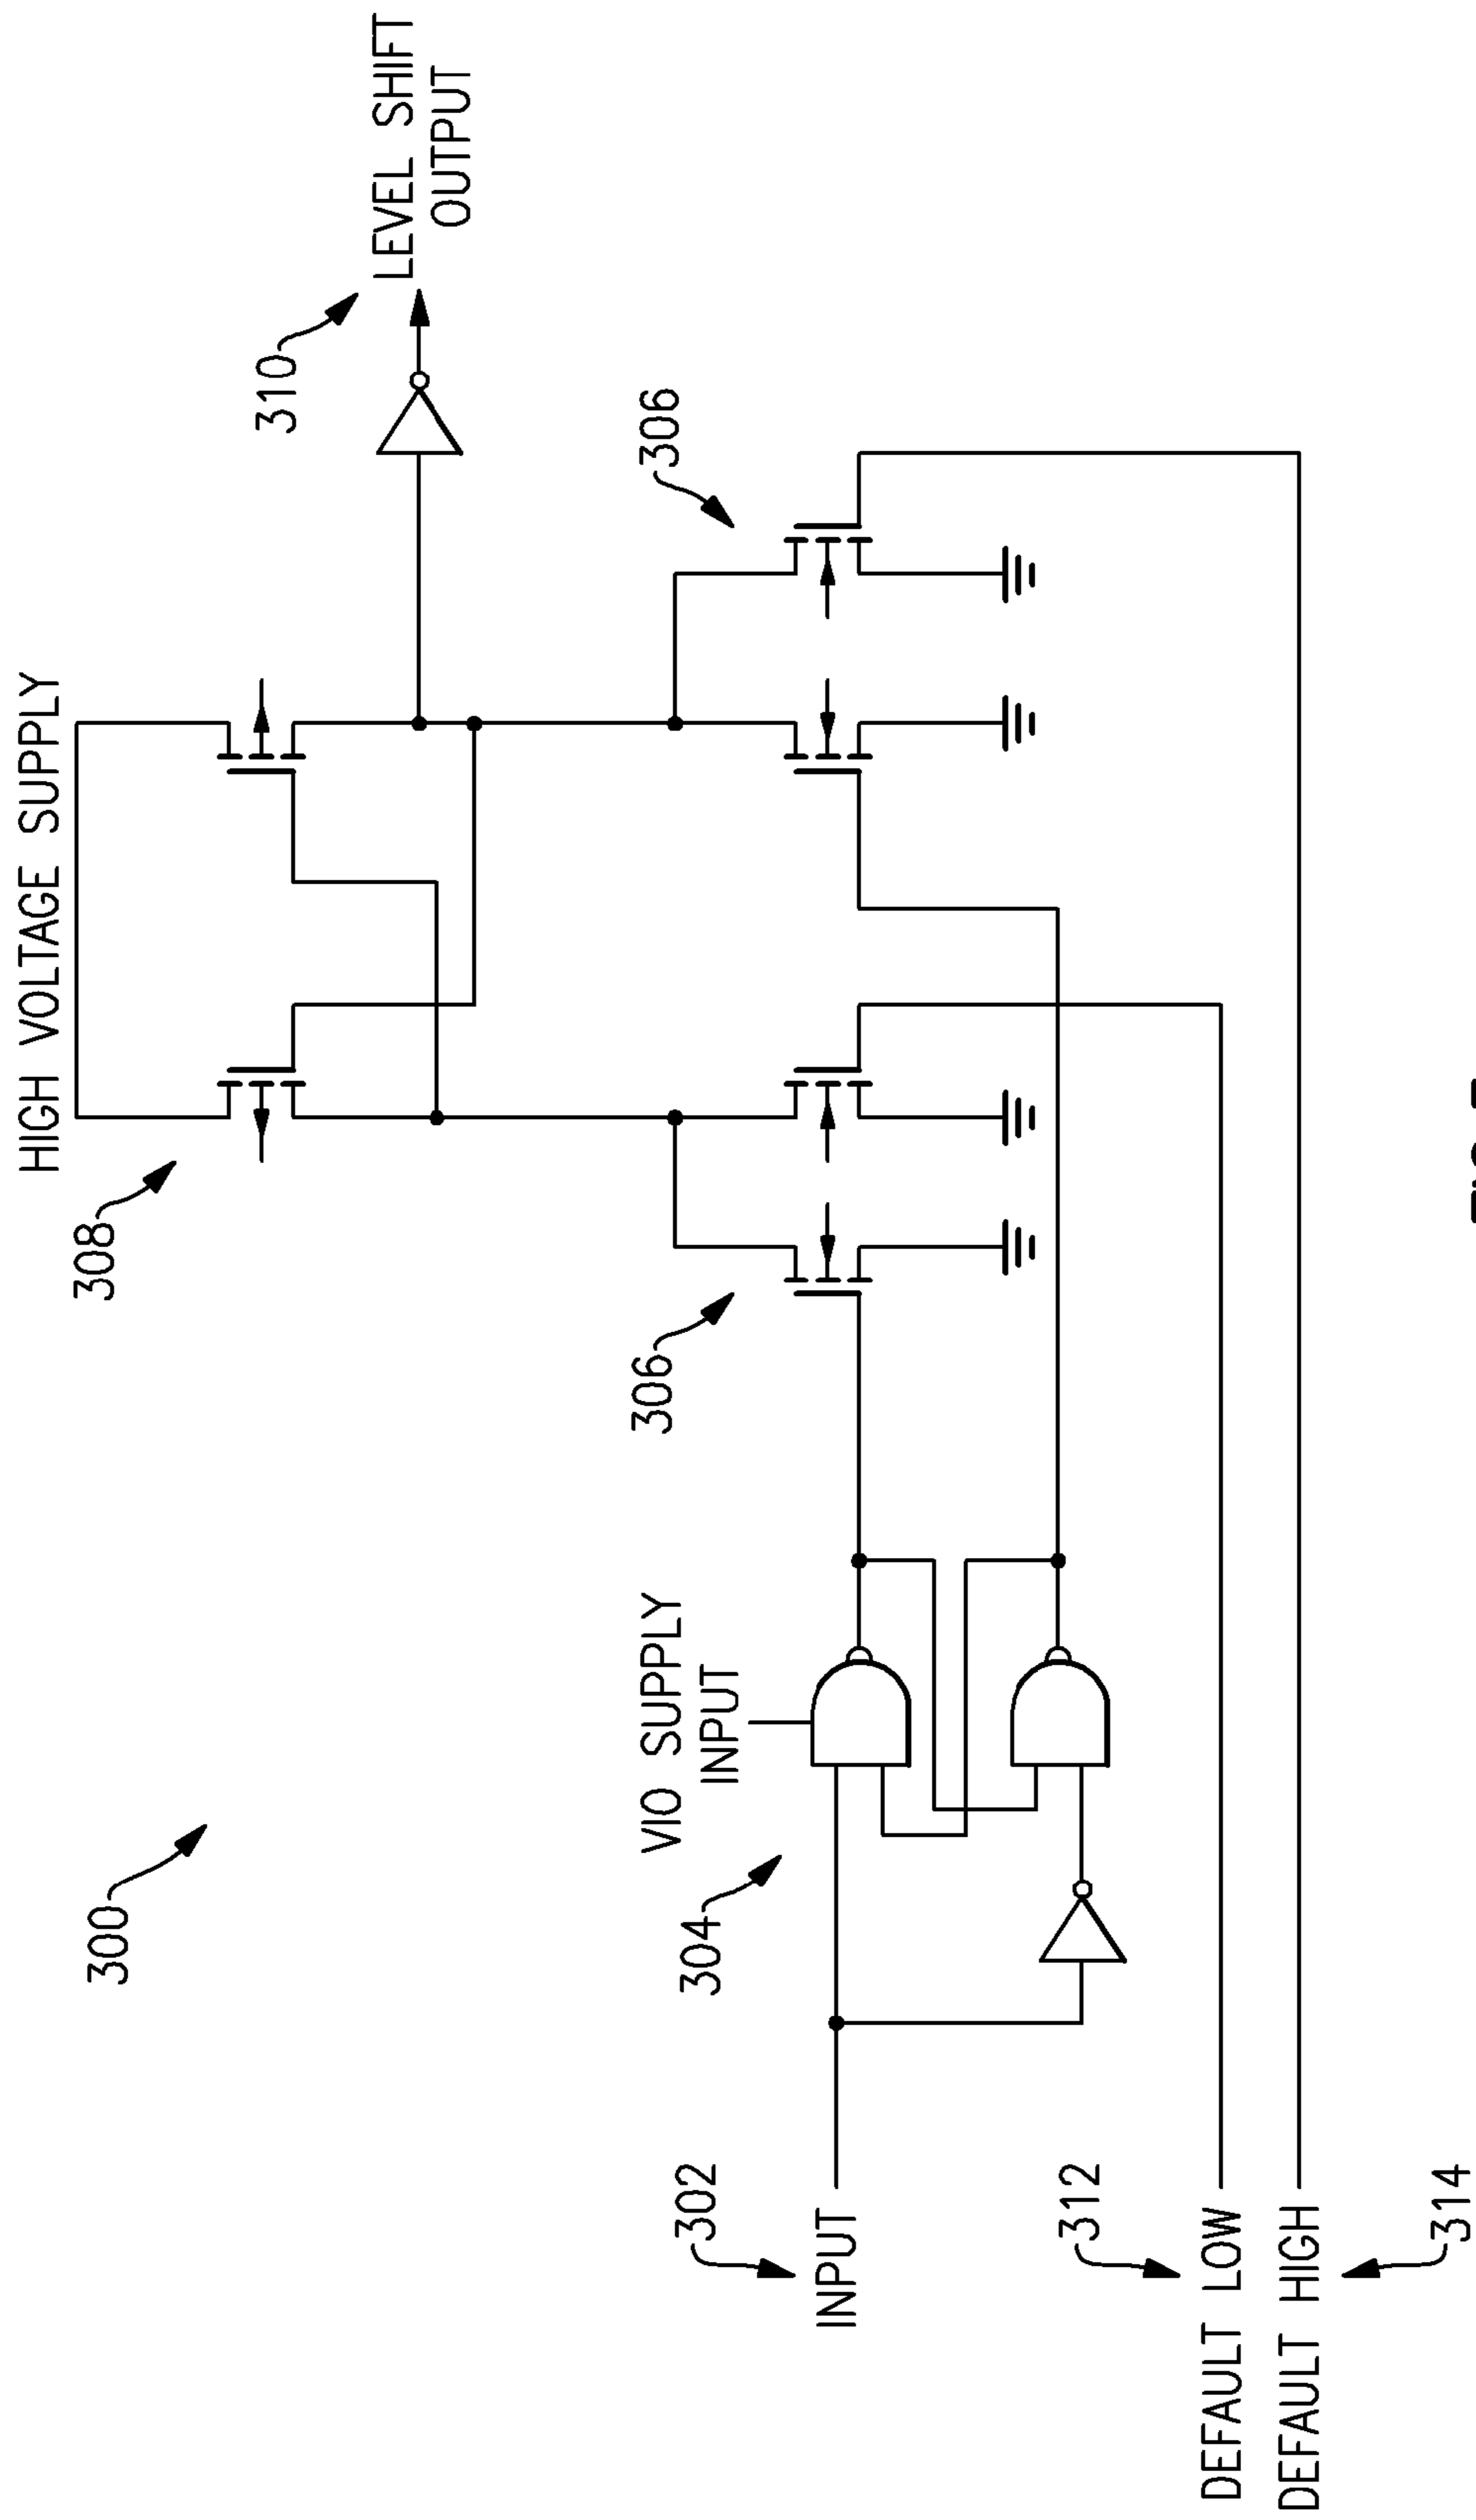 HIGH VOLTAGE SUPPLY
308
310
LEVEL SHIFT
OUTPUT
300
306
306
VIO SUPPLY
INPUT
304
302
INPUT
312
DEFAULT LOW
DEFAULT HIGH
314